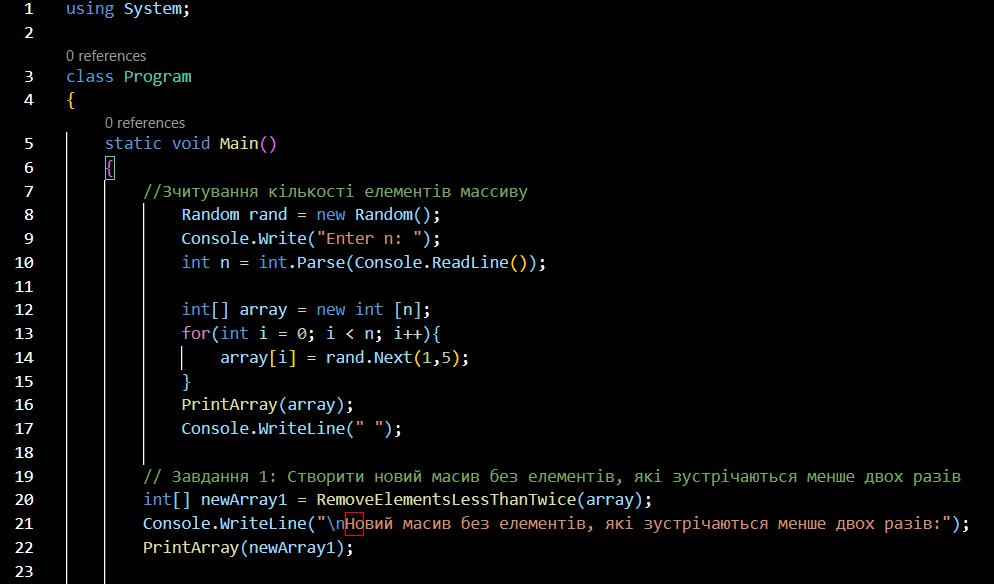 1 using System;
2
0 references
3 class Program
4 {
0 references
5 static void Main()
6 {
7 //Зчитування кількості елементів массиву
8 Random rand = new Random();
9 Console.Write("Enter n: ");
10 int n = int.Parse(Console.ReadLine());
11
12 int[] array = new int [n];
13 for(int i = 0; i < n; i++){
14 array[i] = rand.Next(1,5);
15 }
16 PrintArray(array);
17 Console.WriteLine(" ");
18
19 // Завдання 1: Створити новий масив без елементів, які зустрічаються менше двох разів
20 int[] newArray1 = RemoveElementsLessThanTwice(array);
21 Console.WriteLine("\nНовий масив без елементів, які зустрічаються менше двох разів:");
22 PrintArray(newArray1);
23